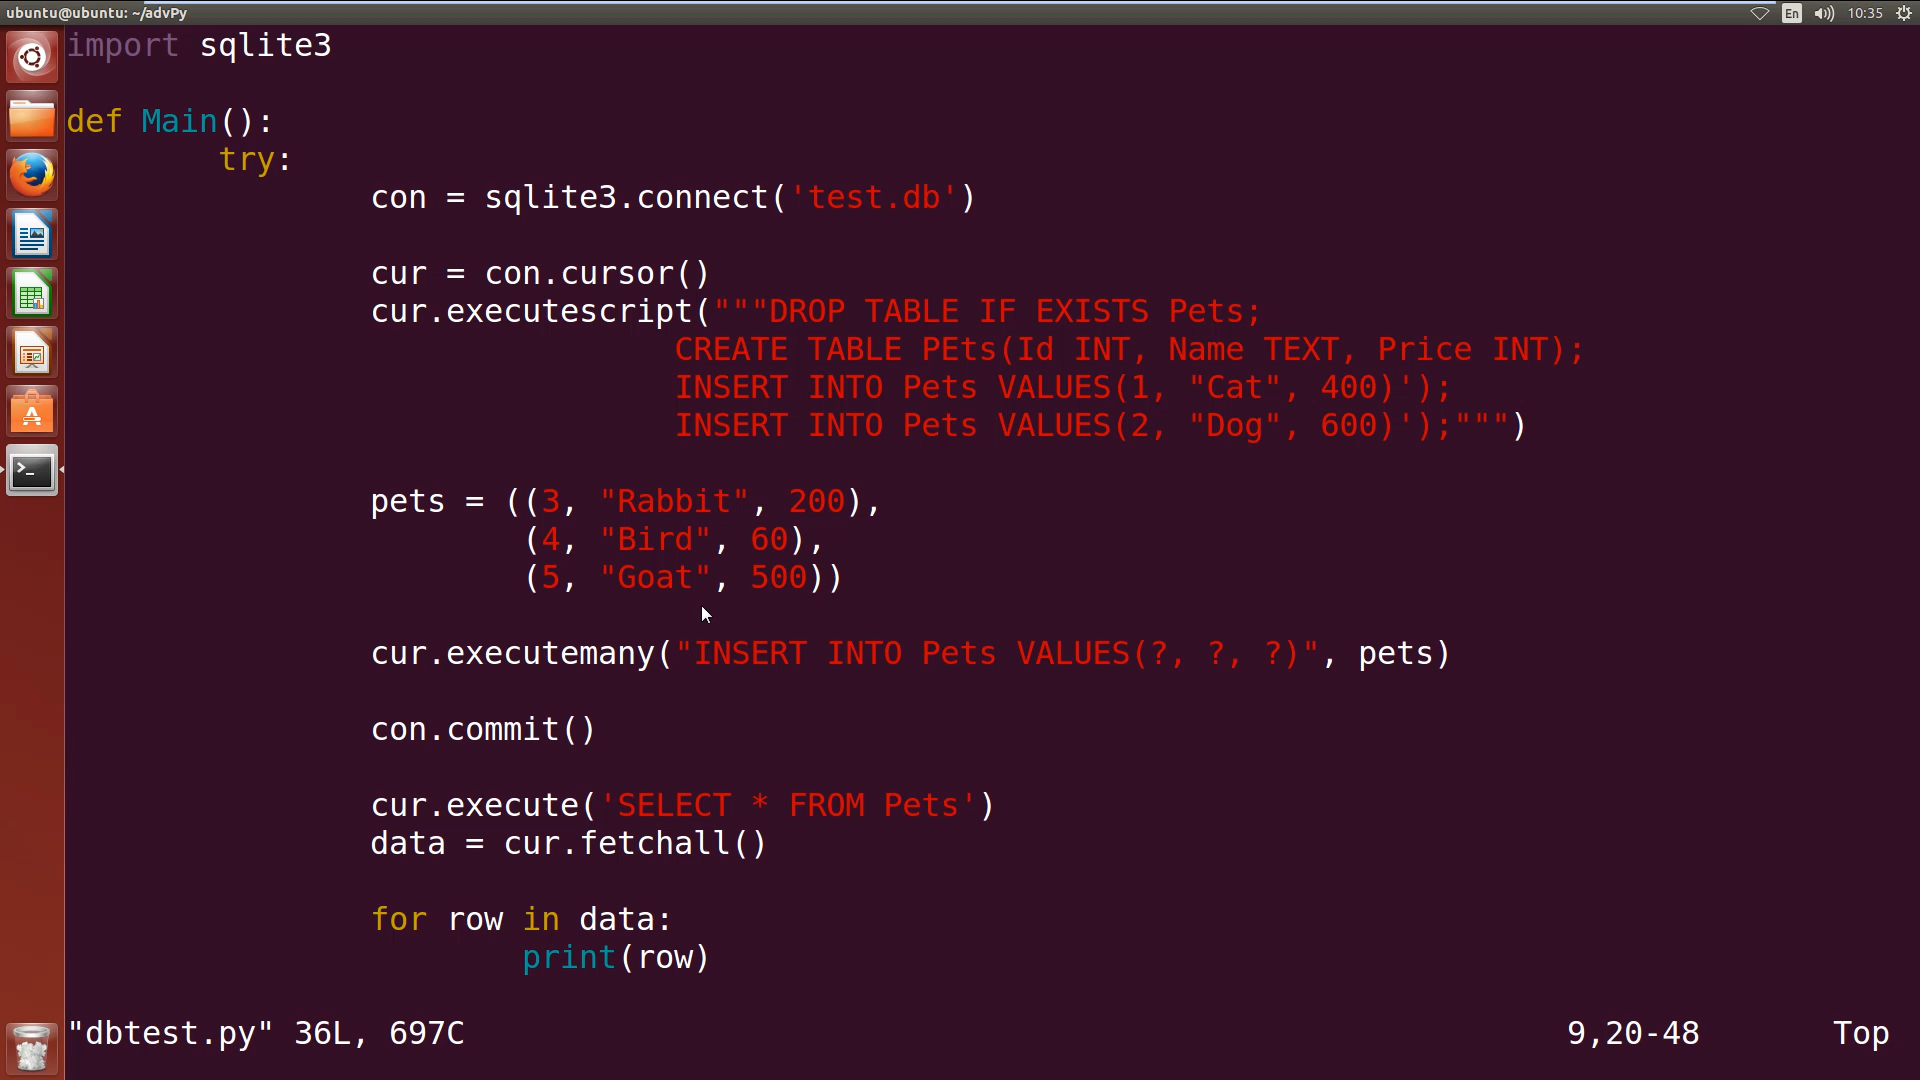 ubuntu@ubuntu: ~/advPy
En
10:35
import sqlite3
def Main():
try:
con = sqlite3.connect('test.db')
cur = con.cursor()
cur.executescript("""DROP TABLE IF EXISTS Pets;
CREATE TABLE PEts(Id INT, Name TEXT, Price INT);
INSERT INTO Pets VALUES(1, "Cat", 400)');
INSERT INTO Pets VALUES(2, "Dog", 600)');""")
pets = ((3, "Rabbit", 200),
(4, "Bird", 60),
(5, "Goat", 500))
cur.executemany("INSERT INTO Pets VALUES(?, ?, ?)", pets)
con.commit()
cur.execute('SELECT * FROM Pets')
data = cur.fetchall()
for row in data:
print(row)
"dbtest.py" 36L, 697C
9,20-48
Top